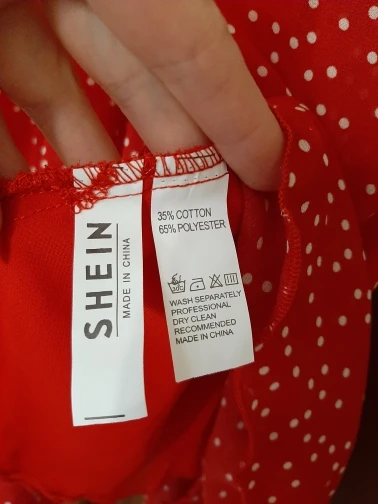 SHEIN
MADE IN CHINA
35% COTTON
65% POLYESTER
WASH SEPARATELY
PROFESSIONAL
DRY CLEAN
RECOMMENDED
MADE IN CHINA